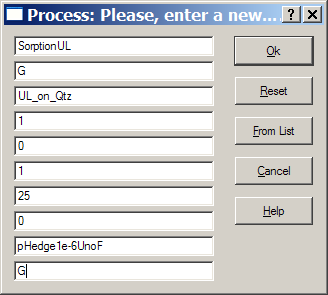 Process: Please, enter a new... ...
SorptionUL
G
UL_on_Qtz
1
0
1
25
0
pHedge1e-6UnoF
G
Ok
Reset
From List
Cancel
Help